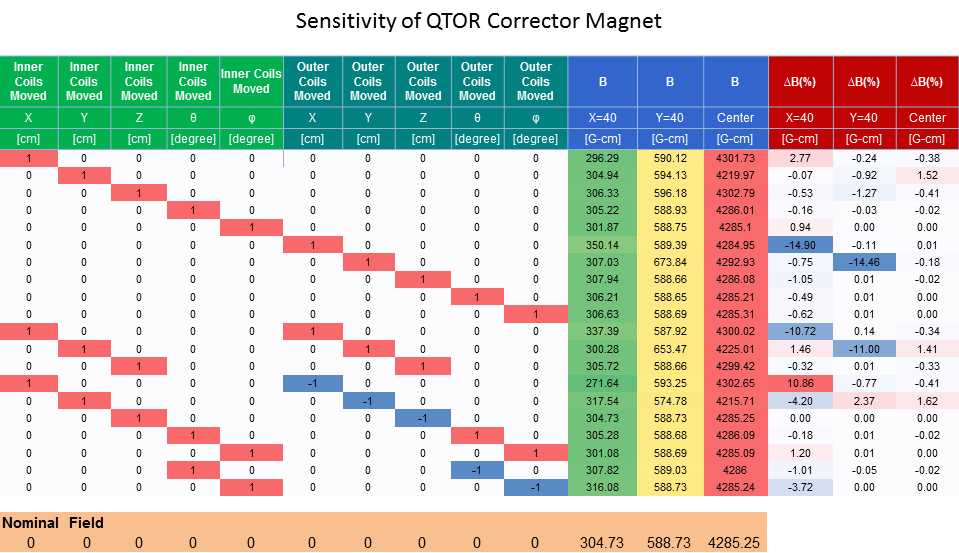 Sensitivity of QTOR Corrector Magnet
Inner Coils Moved Inner Coils Moved Inner Coils Moved Inner Coils Moved Inner Coils Moved Outer Coils Moved Outer Coils Moved Outer Coils Moved Outer Coils Moved Outer Coils Moved B B B ΔB(%) ΔB(%) ΔB(%)
X Y Z θ φ X Y Z θ φ X=40 Y=40 Center X=40 Y=40 Center
[cm] [cm] [cm] [degree] [degree] [cm] [cm] [cm] [degree] [degree] [G-cm] [G-cm] [G-cm] [G-cm] [G-cm] [G-cm]
1 0 0 0 0 0 0 0 0 0 296.29 590.12 4301.73 2.77 -0.24 -0.38
0 1 0 0 0 0 0 0 0 0 304.94 594.13 4219.97 -0.07 -0.92 1.52
0 0 1 0 0 0 0 0 0 0 306.33 596.18 4302.79 -0.53 -1.27 -0.41
0 0 0 1 0 0 0 0 0 0 305.22 588.93 4286.01 -0.16 -0.03 -0.02
0 0 0 0 1 0 0 0 0 0 301.87 588.75 4285.1 0.94 0.00 0.00
0 0 0 0 0 1 0 0 0 0 350.14 589.39 4284.95 -14.90 -0.11 0.01
0 0 0 0 0 0 1 0 0 0 307.03 673.84 4292.93 -0.75 -14.46 -0.18
0 0 0 0 0 0 0 1 0 0 307.94 588.66 4286.08 -1.05 0.01 -0.02
0 0 0 0 0 0 0 0 1 0 306.21 588.65 4285.21 -0.49 0.01 0.00
0 0 0 0 0 0 0 0 0 1 306.63 588.69 4285.31 -0.62 0.01 0.00
1 0 0 0 0 1 0 0 0 0 337.39 587.92 4300.02 -10.72 0.14 -0.34
0 1 0 0 0 0 1 0 0 0 300.28 653.47 4225.01 1.46 -11.00 1.41
0 0 1 0 0 0 0 1 0 0 305.72 588.66 4299.42 -0.32 0.01 -0.33
1 0 0 0 0 -1 0 0 0 0 271.64 593.25 4302.65 10.86 -0.77 -0.41
0 1 0 0 0 0 -1 0 0 0 317.54 574.78 4215.71 -4.20 2.37 1.62
0 0 1 0 0 0 0 -1 0 0 304.73 588.73 4285.25 0.00 0.00 0.00
0 0 0 1 0 0 0 0 1 0 305.28 588.68 4286.09 -0.18 0.01 -0.02
0 0 0 0 1 0 0 0 0 1 301.08 588.69 4285.09 1.20 0.01 0.00
0 0 0 1 0 0 0 0 -1 0 307.82 589.03 4286 -1.01 -0.05 -0.02
0 0 0 0 1 0 0 0 0 -1 316.08 588.73 4285.24 -3.72 0.00 0.00
Nominal Field
0 0 0 0 0 0 0 0 0 0 304.73 588.73 4285.25